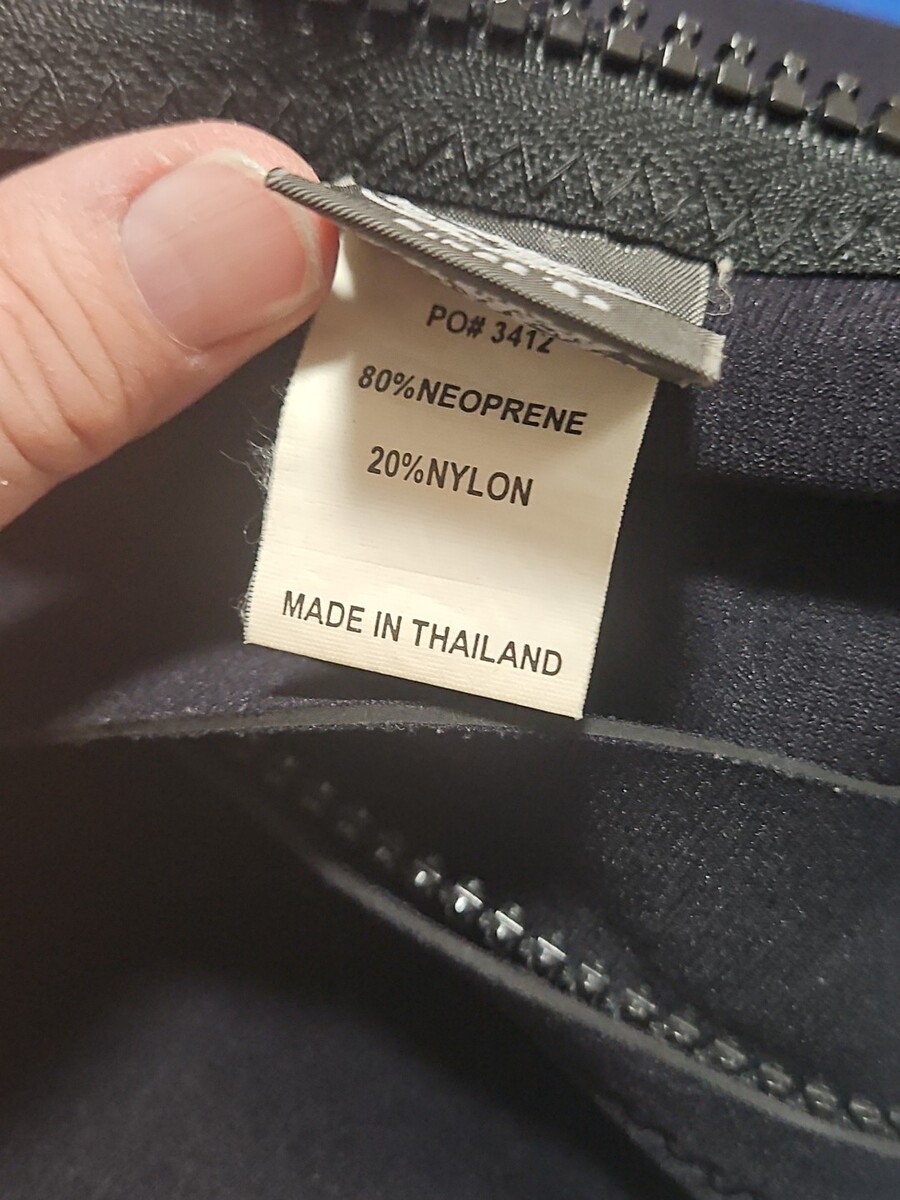 PO# 3412
80%NEOPRENE
20%NYLON
MADE IN THAILAND